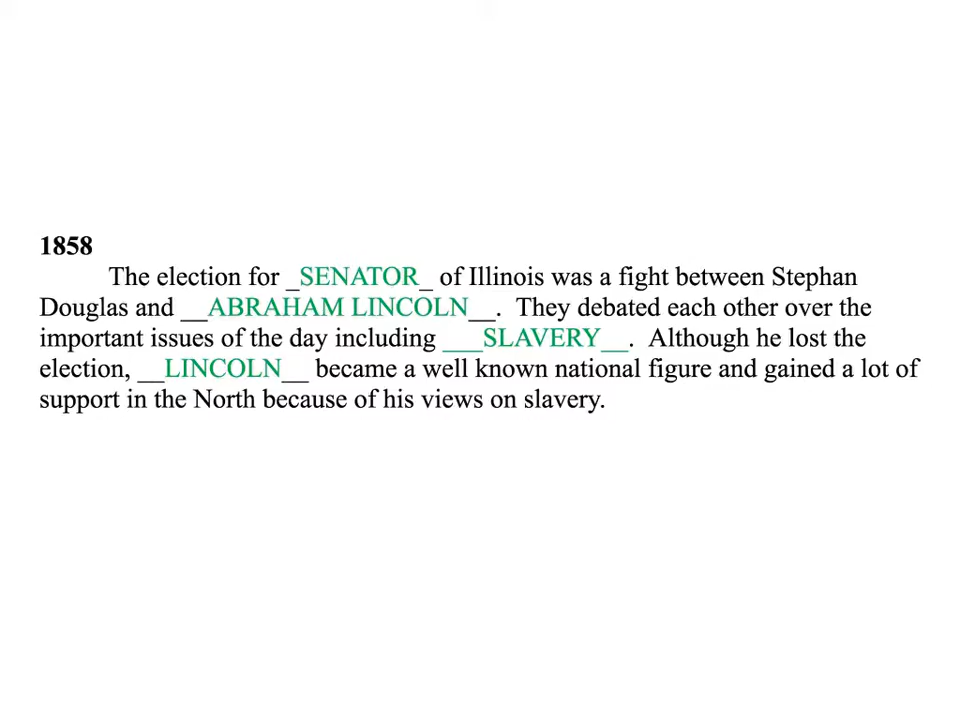 1858
The election for _SENATOR_ of Illinois was a fight between Stephan
Douglas and __ABRAHAM LINCOLN__. They debated each other over the
important issues of the day including ___SLAVERY__. Although he lost the
election, __LINCOLN__ became a well known national figure and gained a lot of
support in the North because of his views on slavery.